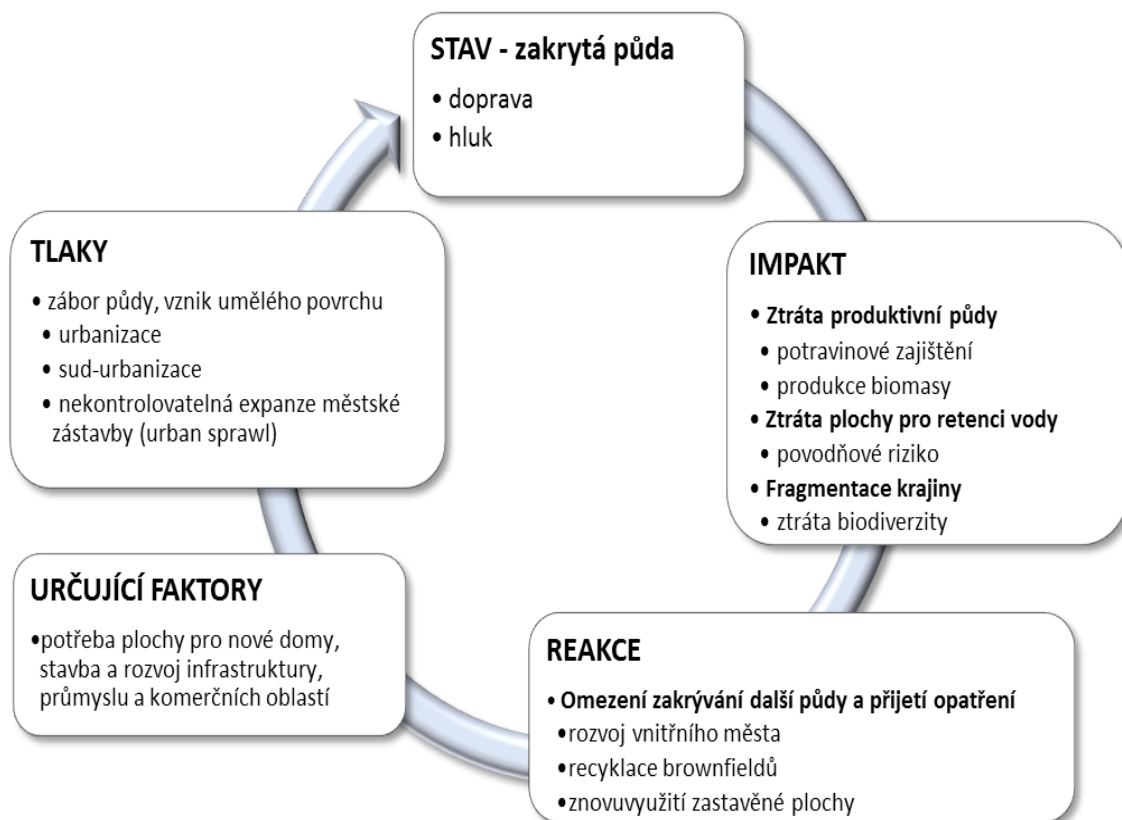 STAV - zakrytá půda
• doprava
• hluk
IMPAKT
• Ztráta produktivní půdy
• potravinové zajištění
• produkce biomasy
• Ztráta plochy pro retenci vody
• povodňové riziko
• Fragmentace krajiny
• ztráta biodiverzity
REAKCE
• Omezení zakrývání další půdy a přijetí opatření
•rozvoj vnitřního města
•recyklace brownfieldů
•znovuvyužití zastavěné plochy
URČUJÍCÍ FAKTORY
•potřeba plochy pro nové domy,
stavba a rozvoj infrastruktury,
průmyslu a komerčních oblastí
TLAKY
• zábor půdy, vznik umělého povrchu
• urbanizace
• sud-urbanizace
• nekontrolovatelná expanze městské
zástavby (urban sprawl)